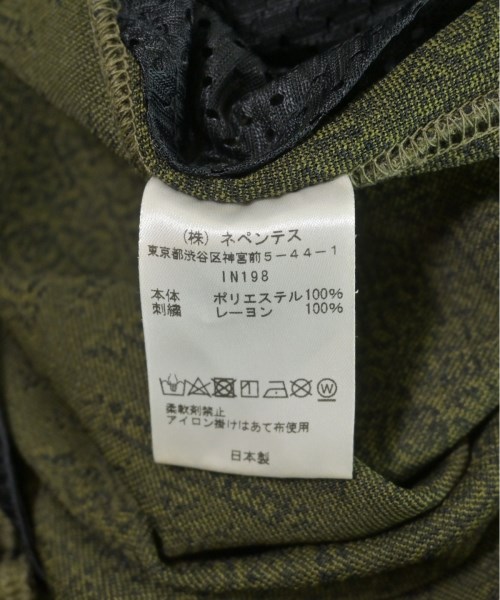 (株) ネペンテス
東京都渋谷区神宮前5-44-1
IN198
本体 ポリエステル100%
刺繍 レーヨン 100%
柔軟剤禁止
アイロン掛けはあて布使用
日本製